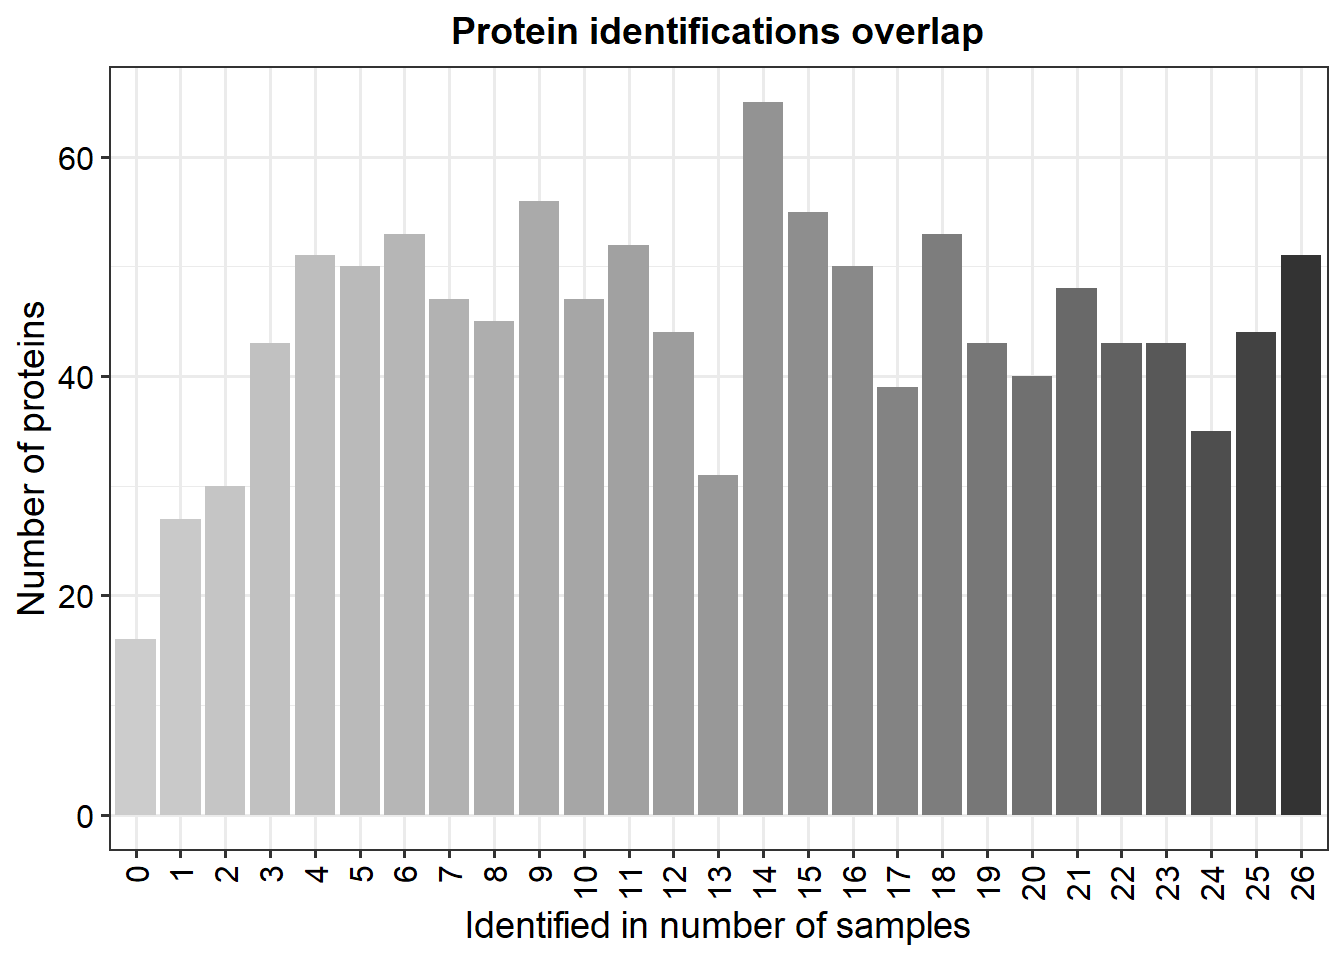 Protein identifications overlap
Number of proteins
60
40
20
0
0 1 2 3 4 5 6 7 8 9 10 11 12 13 14 15 16 17 18 19 20 21 22 23 24 25 26
Identified in number of samples